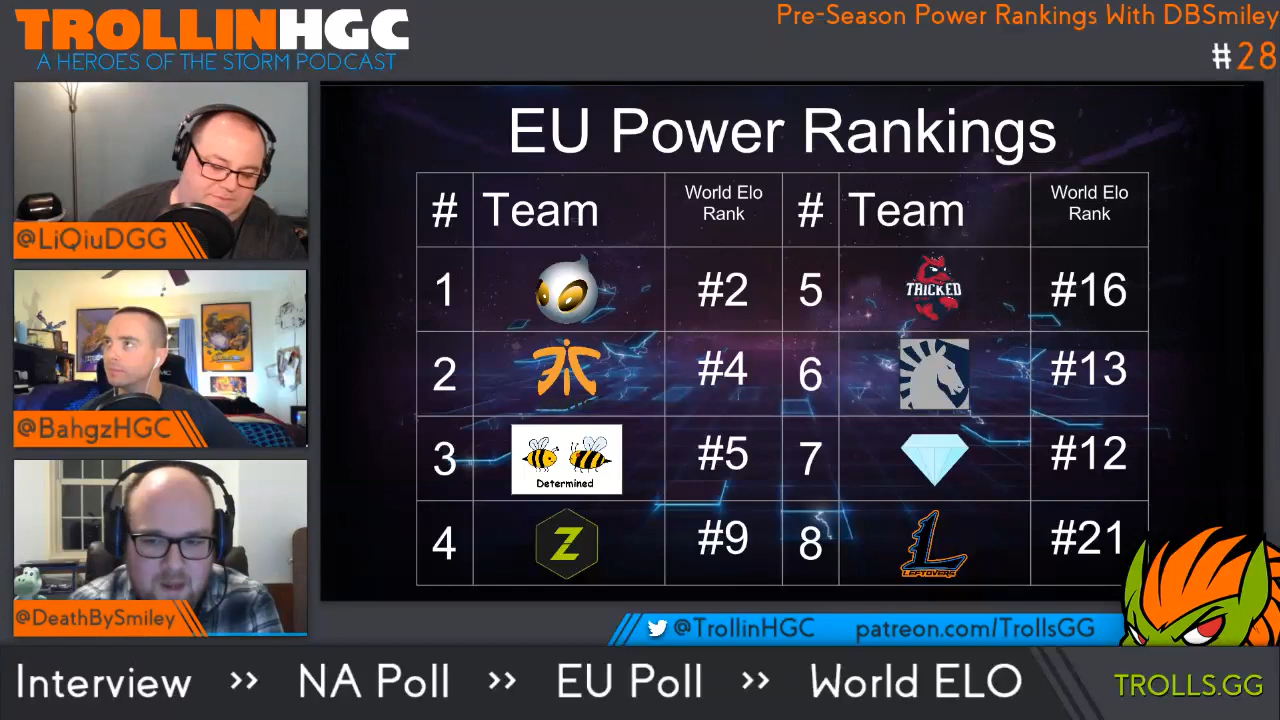 TROLLINHGC
A HEROES OF THE STORM PODCAST
Pre-Season Power Rankings With DBSmiley
#28
@LiQiuDGG
@BahgzHGC
@DeathBySmiley
EU Power Rankings
# Team World Elo Rank # Team World Elo Rank
1 #2 5 TRICKED #16
2 #4 6 #13
3 Determined #5 7 #12
4 Z #9 8 L LEFTOVERS #21
@TrollinHGC patreon.com/TrollsGG
Interview >> NA Poll >> EU Poll >> World ELO
TROLLS.GG